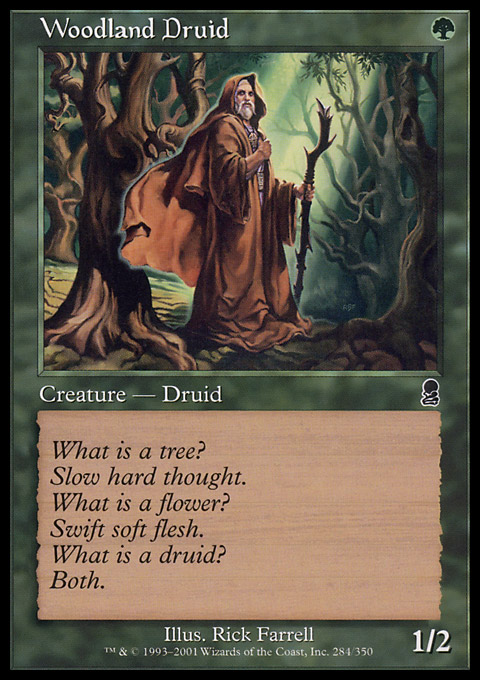 Woodland Druid
Creature — Druid
What is a tree?
Slow hard thought.
What is a flower?
Swift soft flesh.
What is a druid?
Both.
Illus. Rick Farrell
™ & © 1993–2001 Wizards of the Coast, Inc. 284/350
1/2